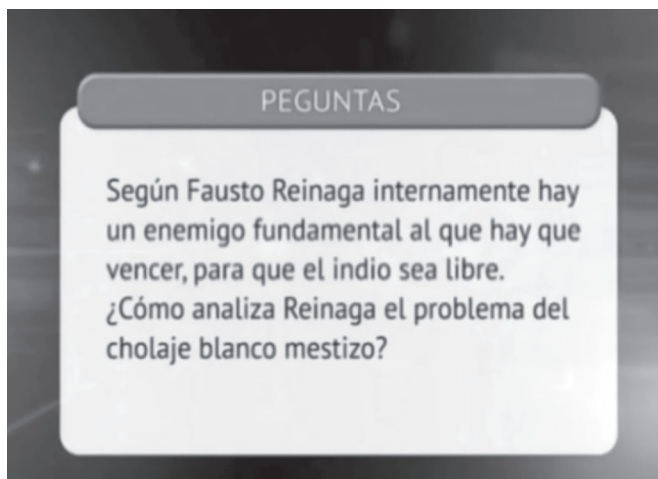 PEGUNTAS
Según Fausto Reinaga internamente hay
un enemigo fundamental al que hay que
vencer, para que el indio sea libre.
¿Cómo analiza Reinaga el problema del
cholaje blanco mestizo?